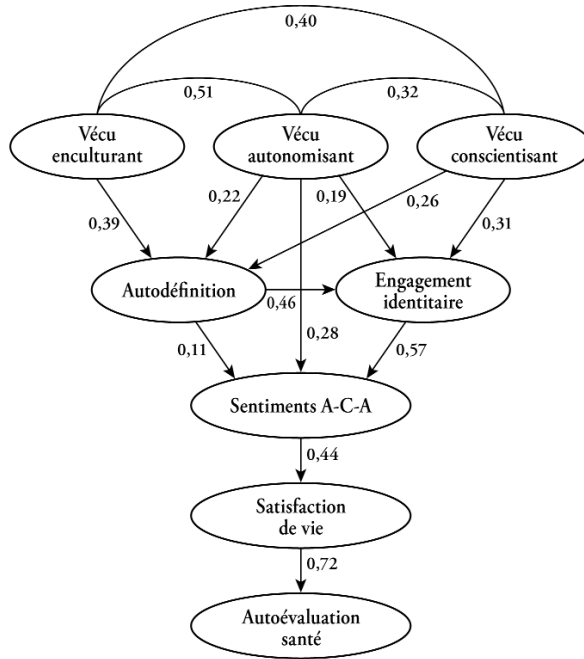 0,40
0,51
0,32
Vécu
enculturant
Vécu
autonomisant
Vécu
conscientisant
0,39
0,22
0,19
0,26
0,31
Autodéfinition
0,46
Engagement
identitaire
0,11
0,28
0,57
Sentiments A-C-A
0,44
Satisfaction
de vie
0,72
Autoévaluation
santé